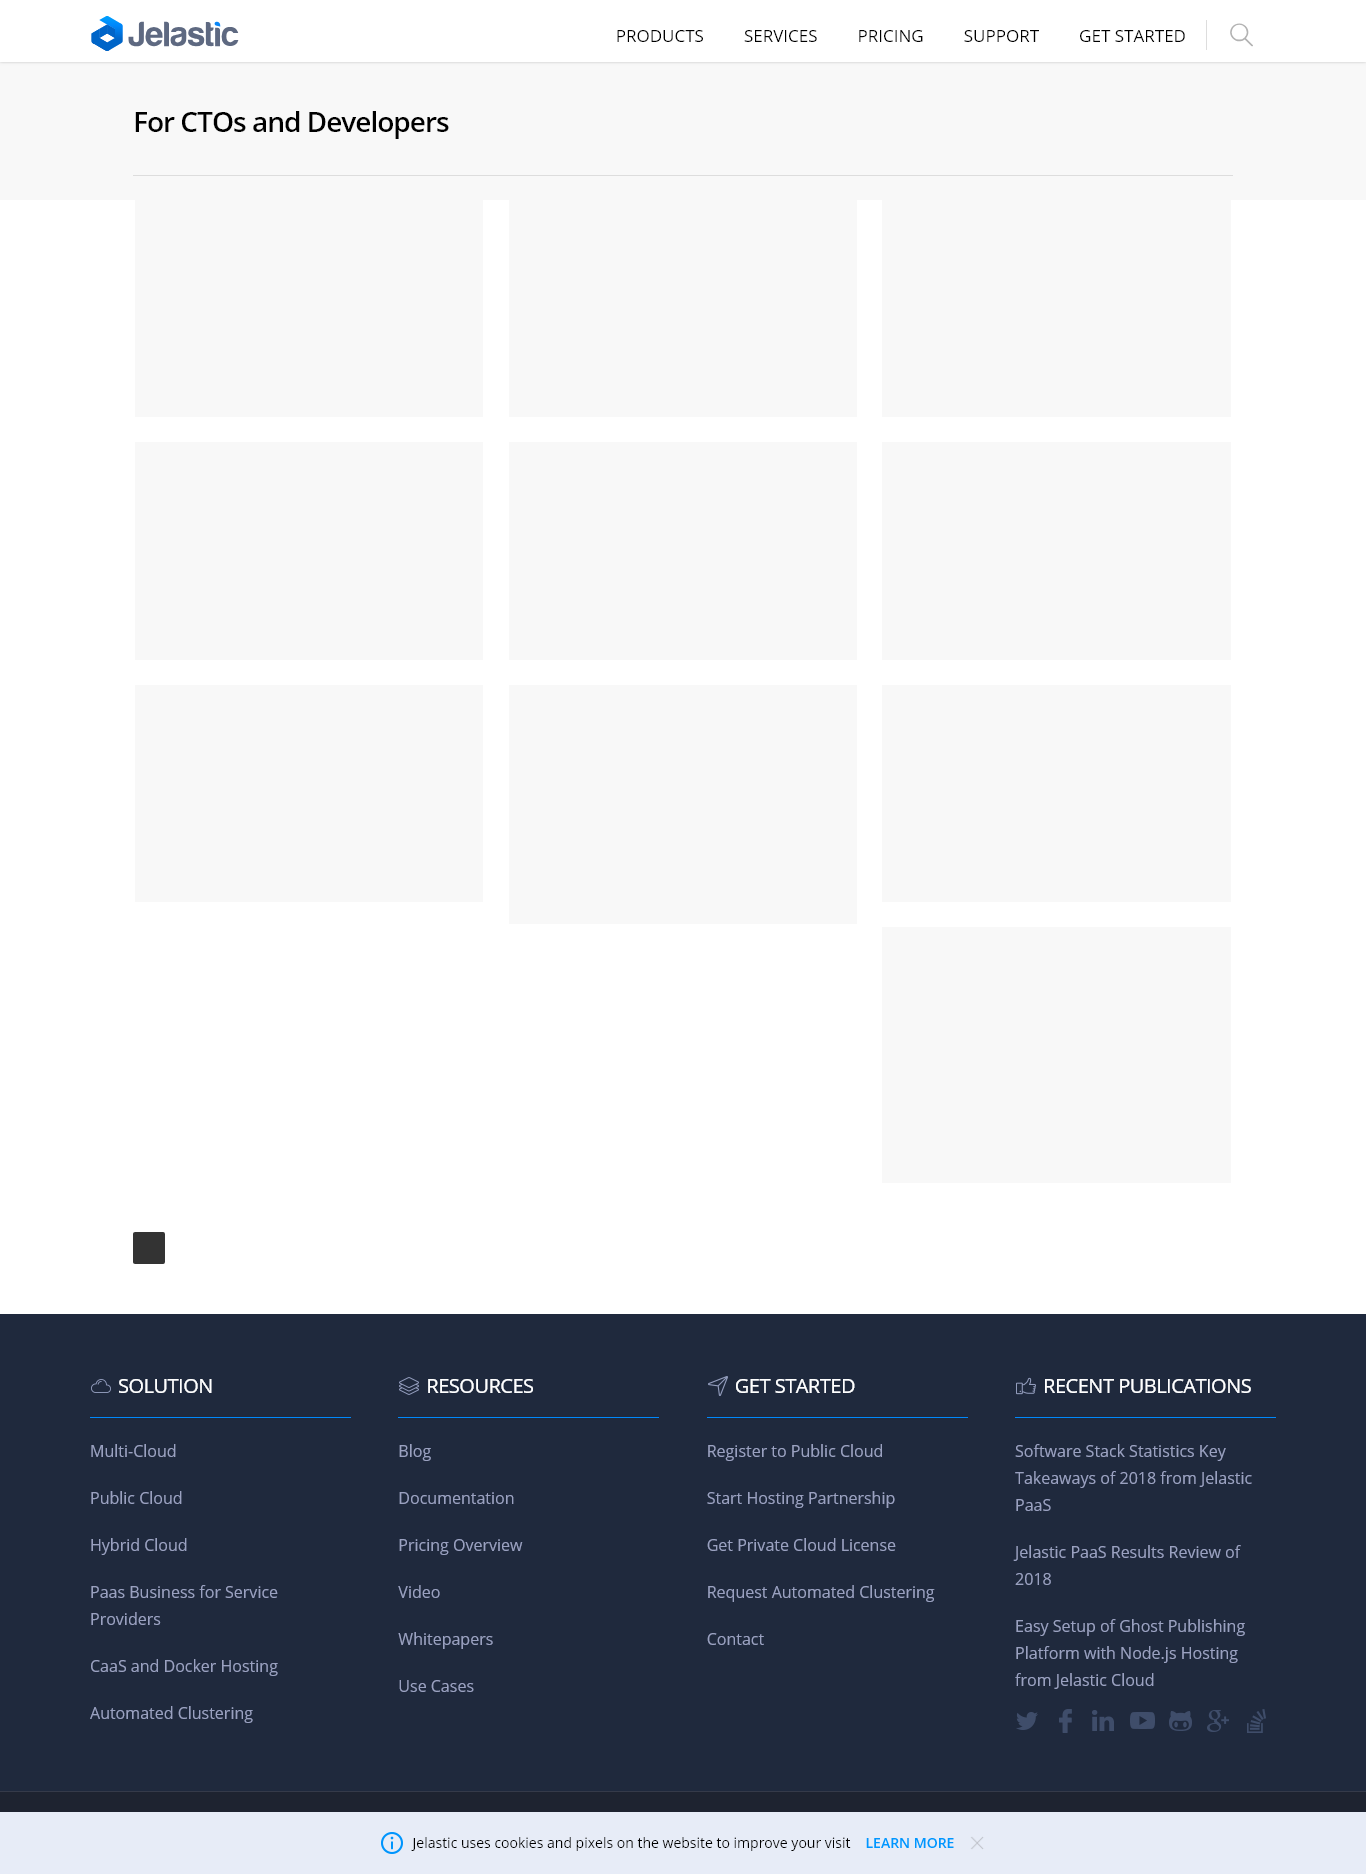 Jelastic
PRODUCTS SERVICES PRICING SUPPORT GET STARTED
For CTOs and Developers
SOLUTION
Multi-Cloud
Public Cloud
Hybrid Cloud
Paas Business for Service
Providers
CaaS and Docker Hosting
Automated Clustering
RESOURCES
Blog
Documentation
Pricing Overview
Video
Whitepapers
Use Cases
GET STARTED
Register to Public Cloud
Start Hosting Partnership
Get Private Cloud License
Request Automated Clustering
Contact
RECENT PUBLICATIONS
Software Stack Statistics Key
Takeaways of 2018 from Jelastic
PaaS
Jelastic PaaS Results Review of
2018
Easy Setup of Ghost Publishing
Platform with Node.js Hosting
from Jelastic Cloud
Jelastic uses cookies and pixels on the website to improve your visit LEARN MORE